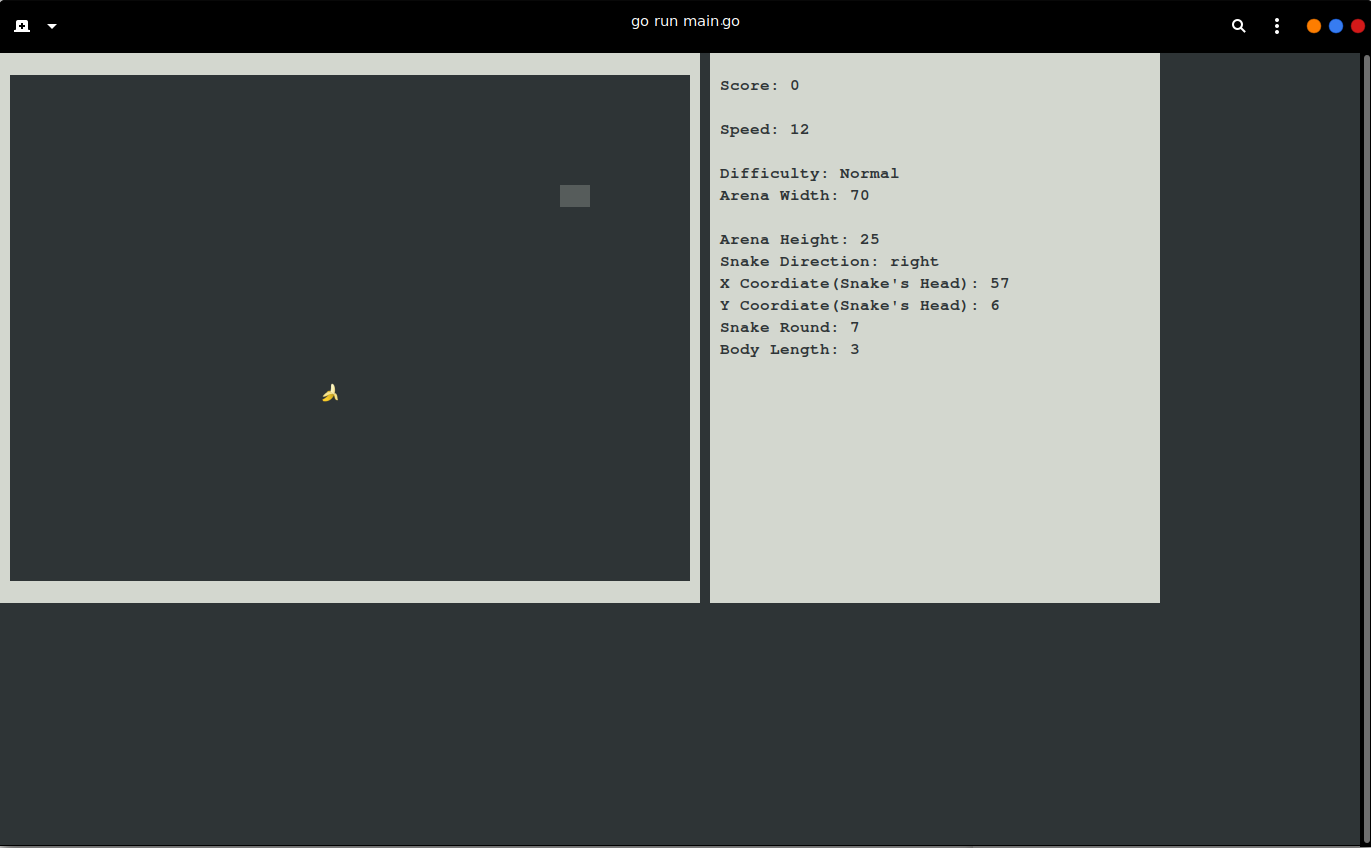 go run main.go
Score: 0
Speed: 12
Difficulty: Normal
Arena Width: 70
Arena Height: 25
Snake Direction: right
X Coordiate(Snake's Head): 57
Y Coordiate(Snake's Head): 6
Snake Round: 7
Body Length: 3